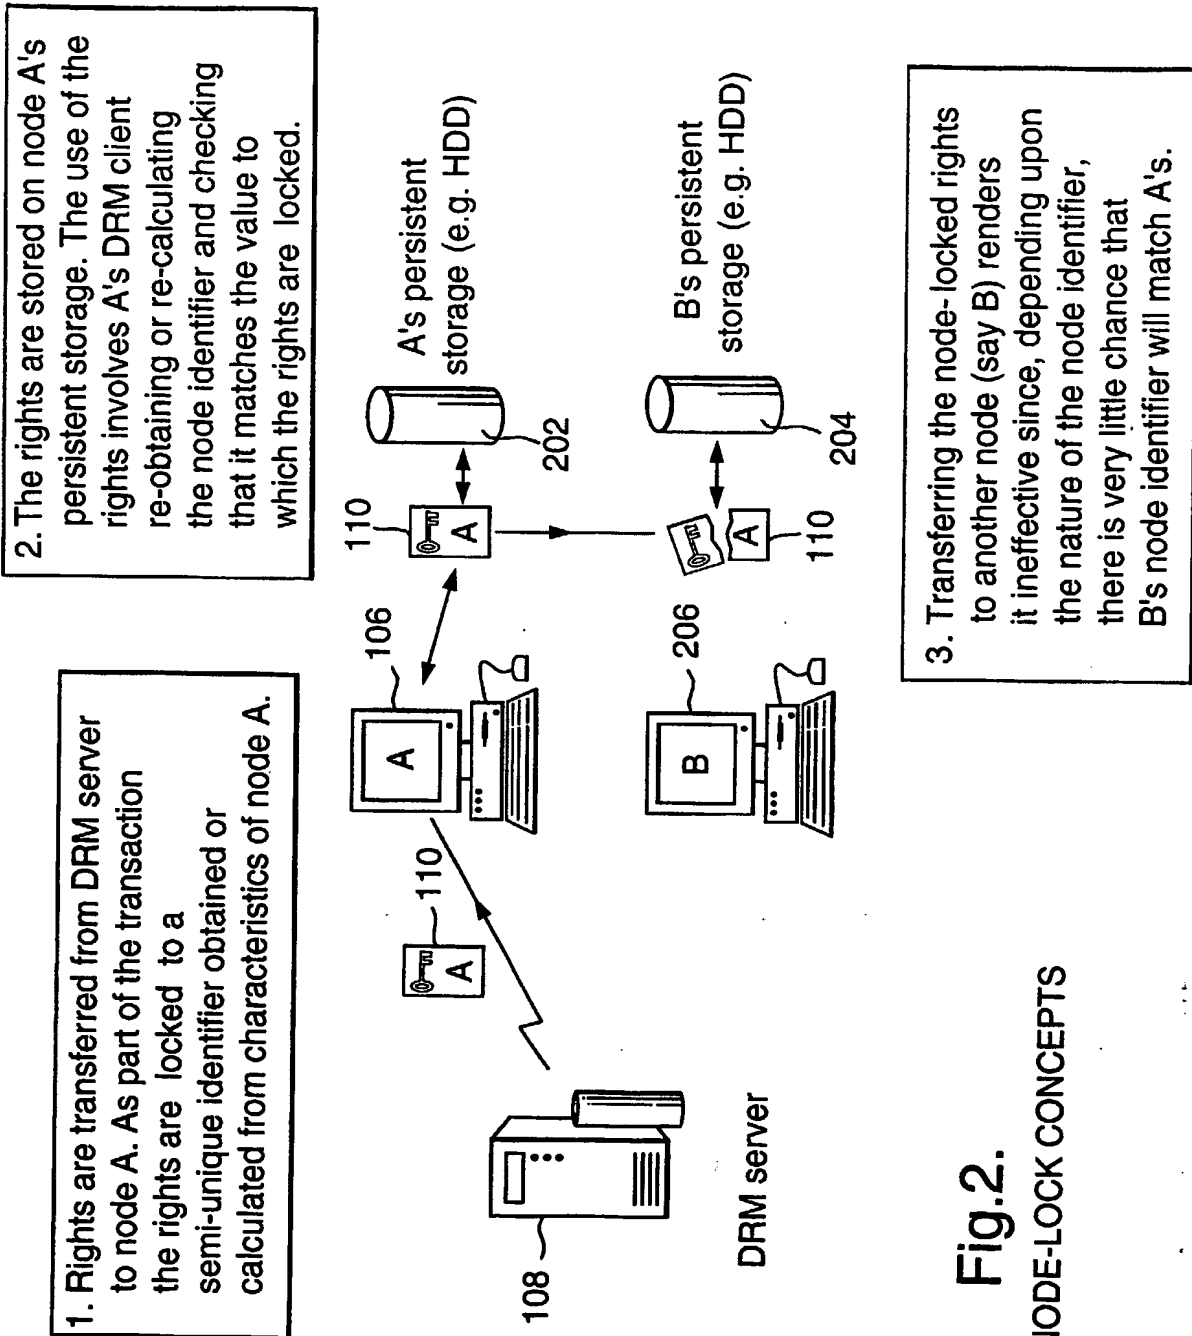 1. Rights are transferred from DRM server
to node A. As part of the transaction
the rights are locked to a
semi-unique identifier obtained or
calculated from characteristics of node A.
2. The rights are stored on node A's
persistent storage. The use of the
rights involves A's DRM client
re-obtaining or re-calculating
the node identifier and checking
that it matches the value to
which the rights are locked.
108
DRM server
110
A
106
A
110
A
202
A's persistent
storage (e.g. HDD)
206
B
A
110
204
B's persistent
storage (e.g. HDD)
3. Transferring the node-locked rights
to another node (say B) renders
it ineffective since, depending upon
the nature of the node identifier,
there is very little chance that
B's node identifier will match A's.
Fig.2.
NODE-LOCK CONCEPTS